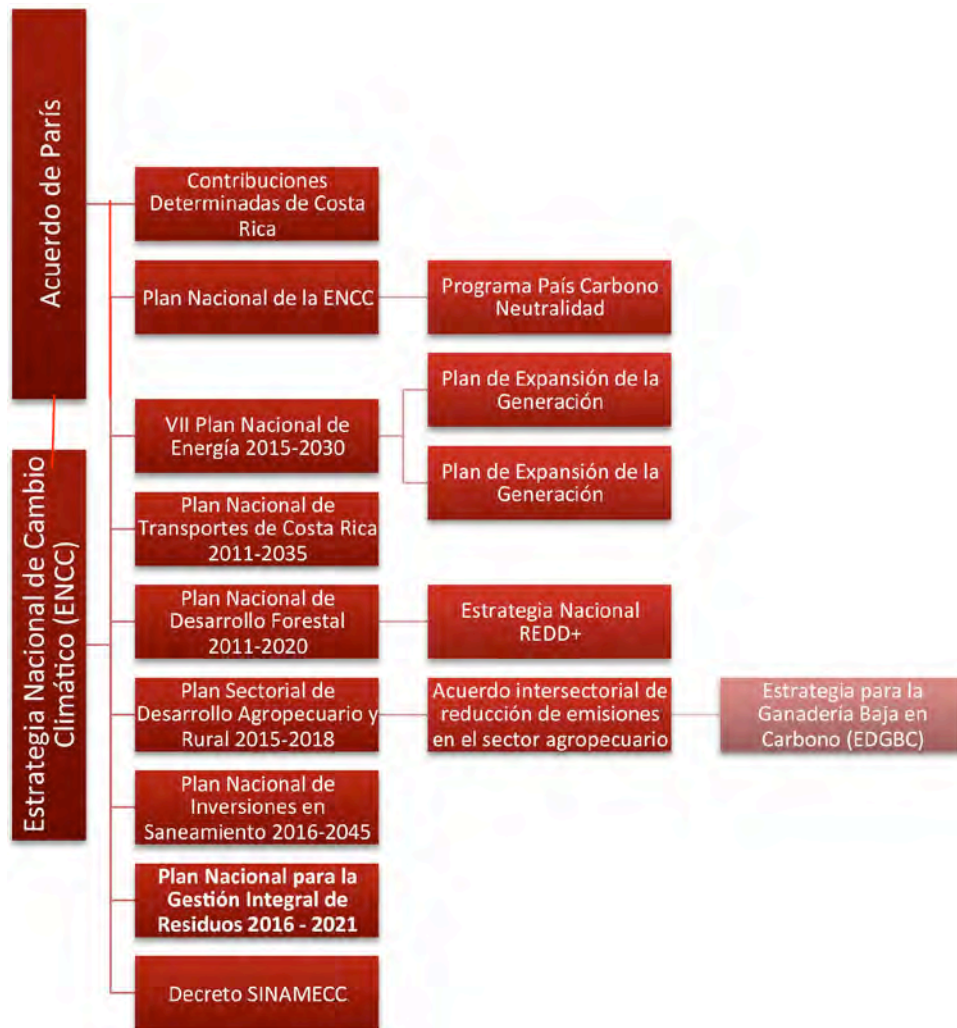 Acuerdo de París
Contribuciones
Determinadas de Costa
Rica
Plan Nacional de la ENCC
Programa País Carbono
Neutralidad
VII Plan Nacional de
Energía 2015-2030
Plan de Expansión de la
Generación
Plan de Expansión de la
Generación
Estrategia Nacional de Cambio
Climático (ENCC)
Plan Nacional de
Transportes de Costa Rica
2011-2035
Plan Nacional de
Desarrollo Forestal
2011-2020
Estrategia Nacional
REDD+
Plan Sectorial de
Desarrollo Agropecuario y
Rural 2015-2018
Acuerdo intersectorial de
reducción de emisiones
en el sector agropecuario
Estrategia para la
Ganadería Baja en
Carbono (EDGBC)
Plan Nacional de
Inversiones en
Saneamiento 2016-2045
Plan Nacional para la
Gestión Integral de
Residuos 2016 - 2021
Decreto SINAMECC